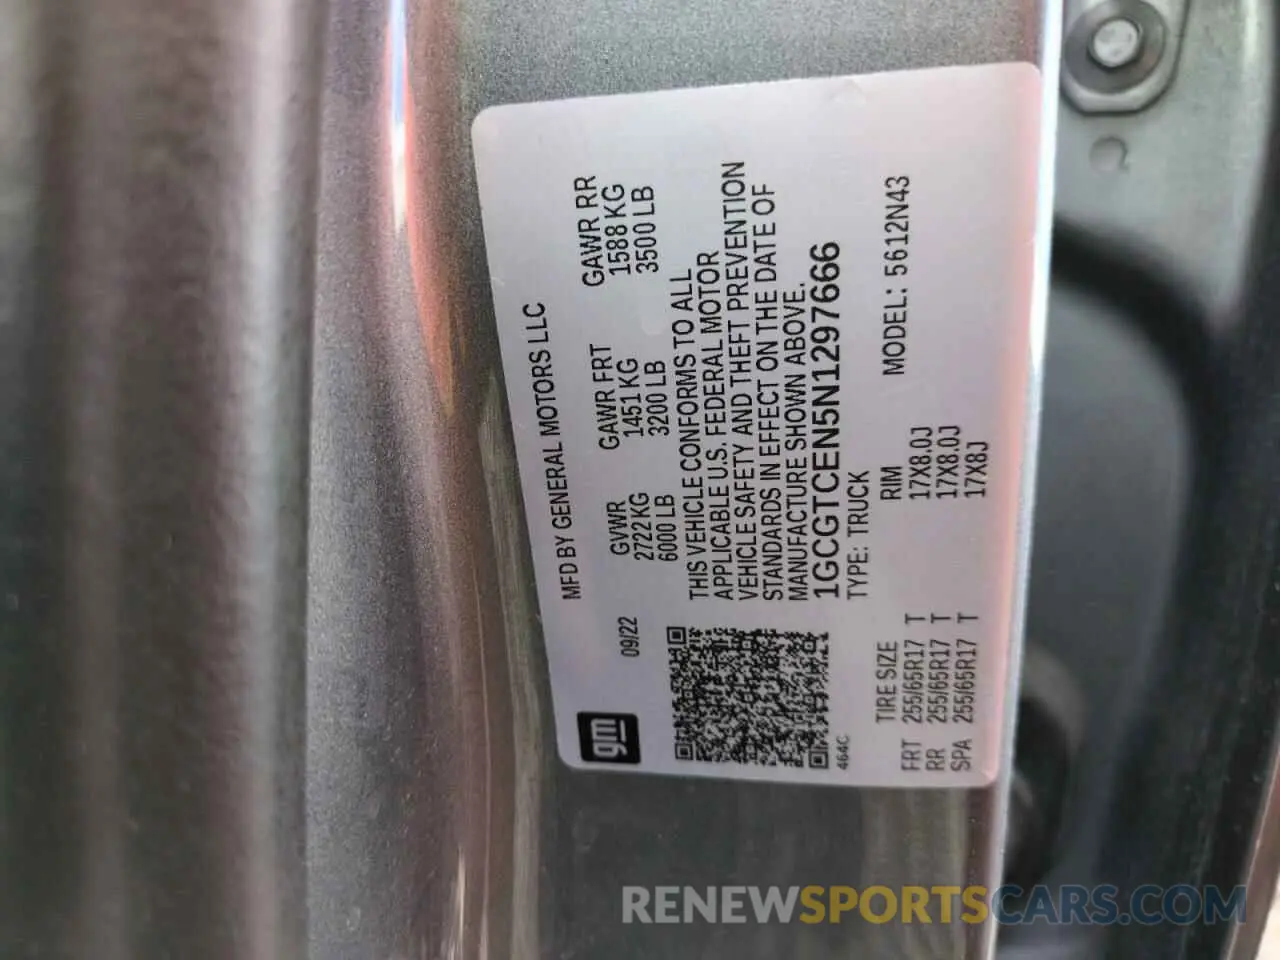 gm
09/22
MFD BY GENERAL MOTORS LLC
GVWR GAWR FRT GAWR RR
2722 KG 1451 KG 1588 KG
6000 LB 3200 LB 3500 LB
THIS VEHICLE CONFORMS TO ALL
APPLICABLE U.S. FEDERAL MOTOR
VEHICLE SAFETY AND THEFT PREVENTION
STANDARDS IN EFFECT ON THE DATE OF
MANUFACTURE SHOWN ABOVE.
1GCGTCEN5N1297666
464C
TYPE: TRUCK
TIRE SIZE RIM MODEL: 5612N43
FRT 255/65R17 T 17X8.0J
RR 255/65R17 T 17X8.0J
SPA 255/65R17 T 17X8J
RENEWSPORTSCARS.COM